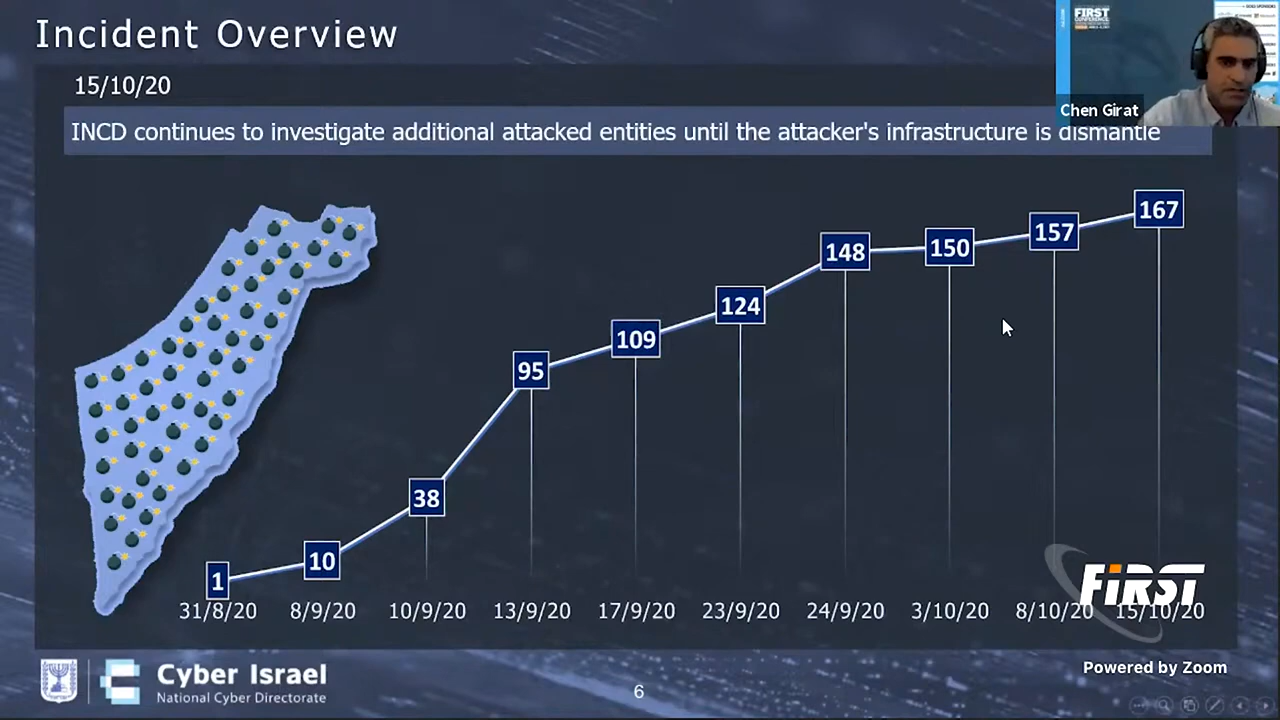 Incident Overview
15/10/20
INCD continues to investigate additional attacked entities until the attacker's infrastructure is dismantle
FIRST
CONFERENCE
Chen Girat
1
10
38
95
109
124
148
150
157
167
31/8/20
8/9/20
10/9/20
13/9/20
17/9/20
23/9/20
24/9/20
3/10/20
8/10/20
15/10/20
FiRST
Cyber Israel
National Cyber Directorate
6
Powered by Zoom